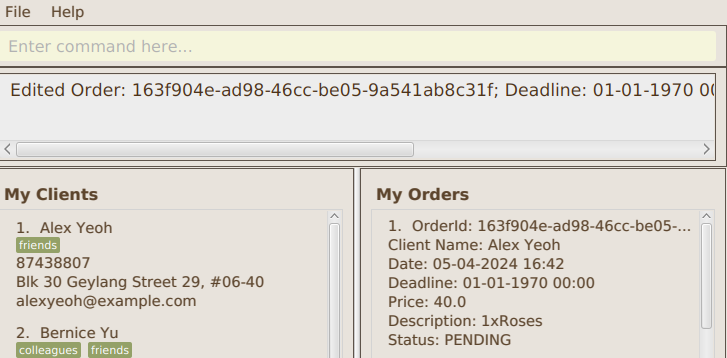 File Help
Enter command here...
Edited Order: 163f904e-ad98-46cc-be05-9a541ab8c31f; Deadline: 01-01-1970 00
My Clients
1. Alex Yeoh
friends
87438807
Blk 30 Geylang Street 29, #06-40
alexyeoh@example.com
2. Bernice Yu
colleagues friends
My Orders
1. OrderId: 163f904e-ad98-46cc-be05-...
Client Name: Alex Yeoh
Date: 05-04-2024 16:42
Deadline: 01-01-1970 00:00
Price: 40.0
Description: 1xRoses
Status: PENDING